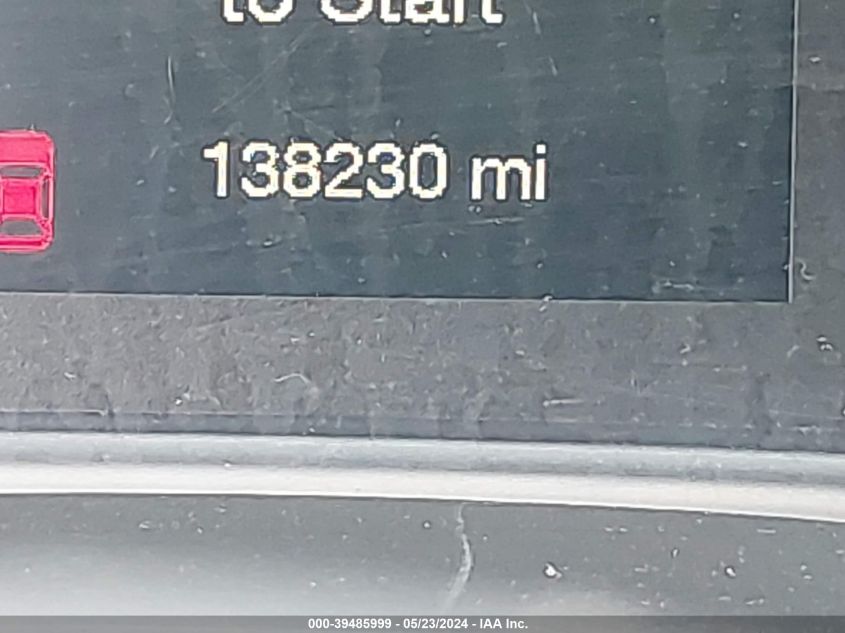 to Start
138230 mi
000-39485999 - 05/23/2024 - IAA Inc.